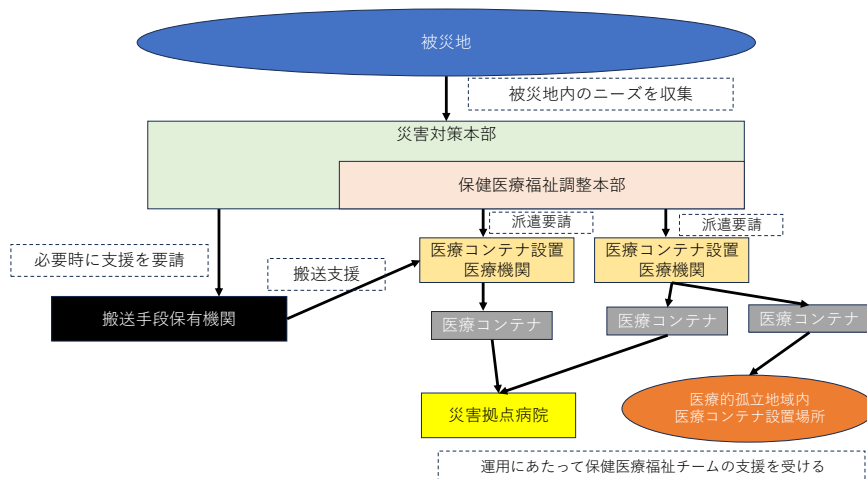 被災地
被災地内のニーズを収集
災害対策本部
保健医療福祉調整本部
派遣要請
派遣要請
必要時に支援を要請
搬送支援
医療コンテナ設置
医療機関
医療コンテナ設置
医療機関
搬送手段保有機関
医療コンテナ
医療コンテナ
医療コンテナ
災害拠点病院
医療的孤立地域内
医療コンテナ設置場所
運用にあたって保健医療福祉チームの支援を受ける